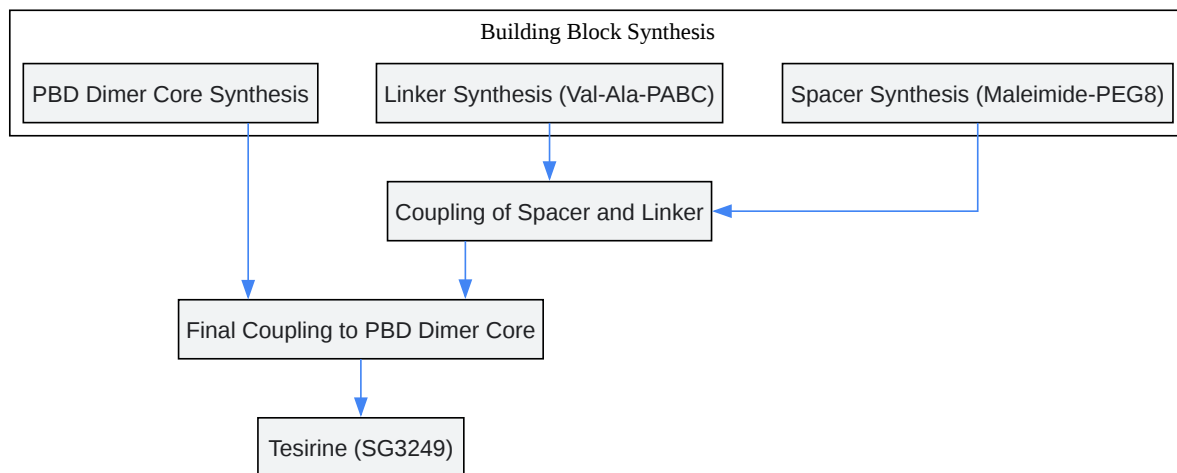 Building Block Synthesis
PBD Dimer Core Synthesis
Linker Synthesis (Val-Ala-PABC)
Spacer Synthesis (Maleimide-PEG8)
Coupling of Spacer and Linker
Final Coupling to PBD Dimer Core
Tesirine (SG3249)